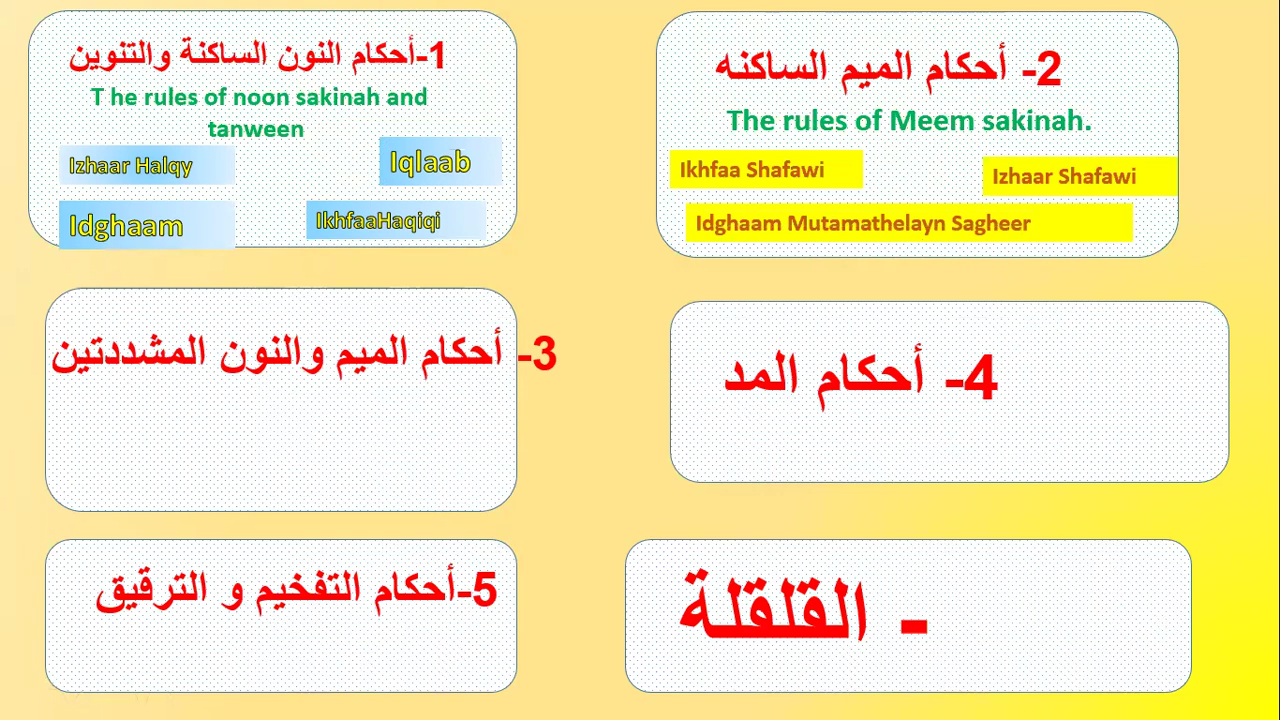 1-أحكام النون الساكنة والتنوين
T he rules of noon sakinah and
tanween
Izhaar Halqy
Iqlaab
Idghaam
IkhfaaHaqiqi
2- أحكام الميم الساكنه
The rules of Meem sakinah.
Ikhfaa Shafawi
Izhaar Shafawi
Idghaam Mutamathelayn Sagheer
3- أحكام الميم والنون المشددتين
4- أحكام المد
5-أحكام التفخيم و الترقيق
- القلقلة